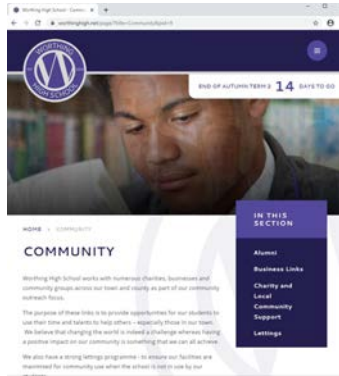 Worthing High School - Commu
worthinghigh.net/page/?title=Community&pid=9
WORTHING
W
HIGH SCHOOL
END OF AUTUMN TERM 14 DAYS TO GO
HOME > COMMUNITY
COMMUNITY
Worthing High School works with numerous charities, businesses and
community groups across our town and county as part of our community
outreach focus.
The purpose of these links is to provide opportunities for our students to
use their time and talents to help others – especially those in our town.
We believe that changing the world is indeed a challenge whereas having
a positive impact on our community is something that we can all achieve.
We also have a strong lettings programme - to ensure our facilities are
maximised for community use when the school is not in use by our
IN THIS
SECTION
Alumni
Business Links
Charity and
Local
Community
Support
Lettings